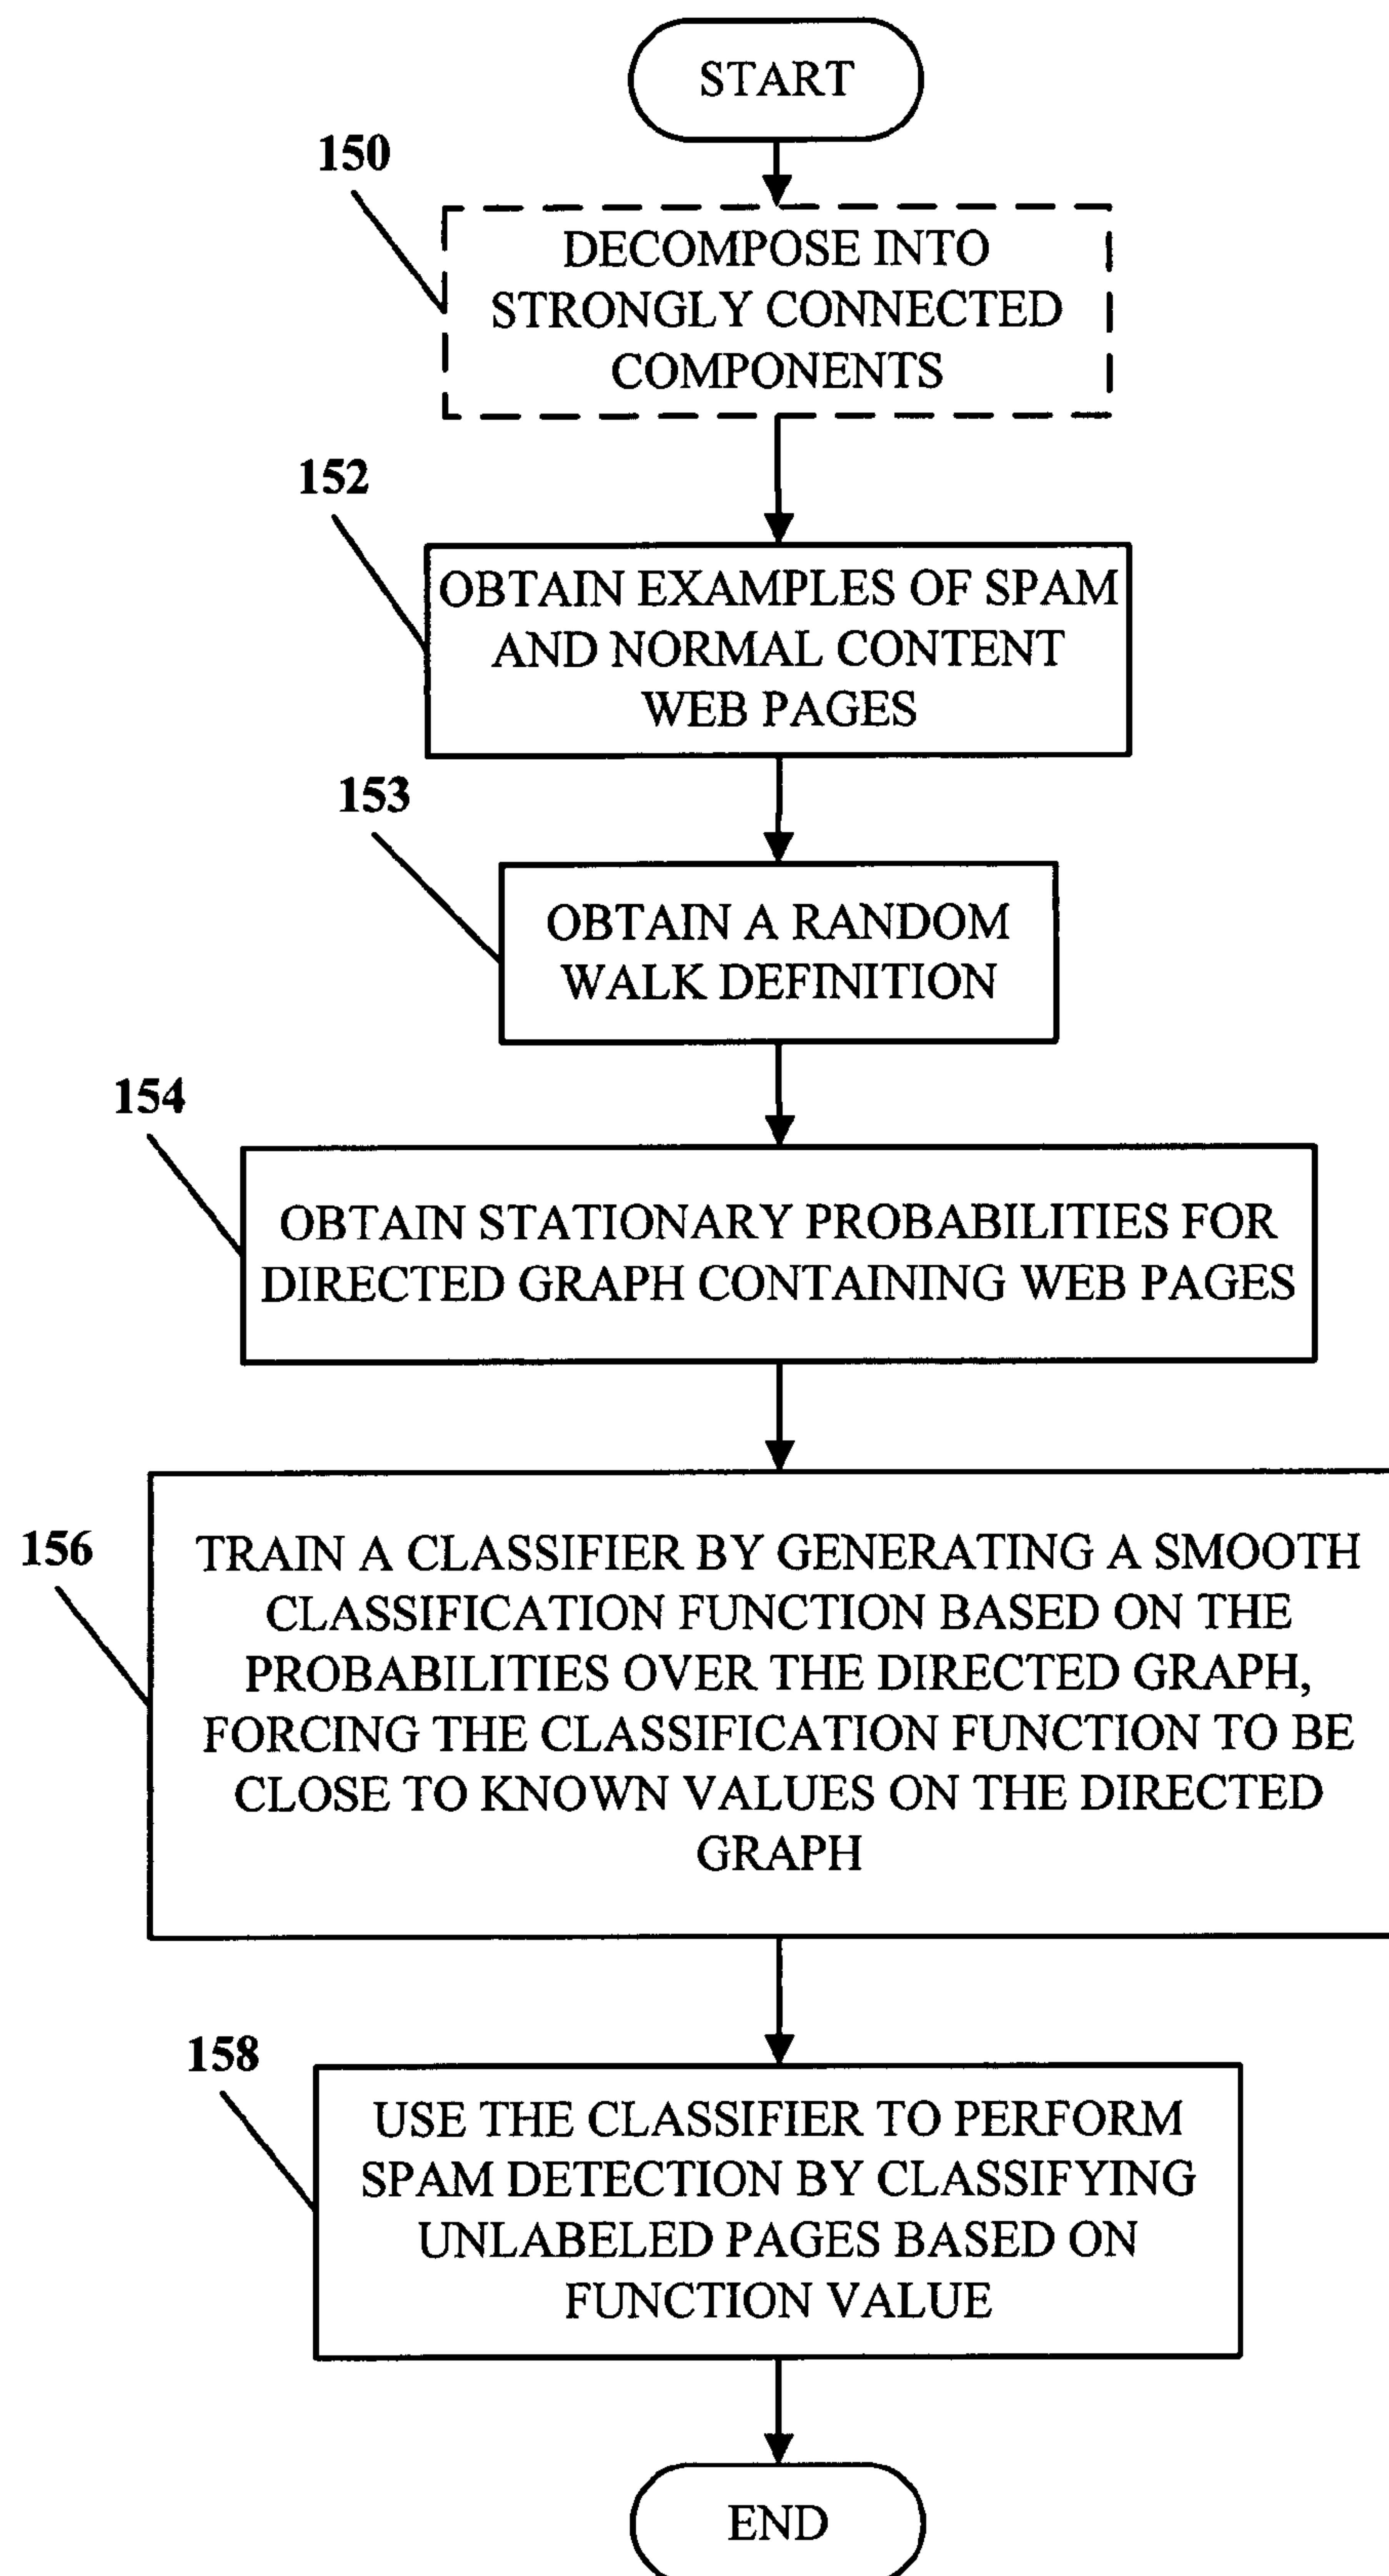 START
150
DECOMPOSE INTO
STRONGLY CONNECTED
COMPONENTS
152
OBTAIN EXAMPLES OF SPAM
AND NORMAL CONTENT
WEB PAGES
153
OBTAIN A RANDOM
WALK DEFINITION
154
OBTAIN STATIONARY PROBABILITIES FOR
DIRECTED GRAPH CONTAINING WEB PAGES
156
TRAIN A CLASSIFIER BY GENERATING A SMOOTH
CLASSIFICATION FUNCTION BASED ON THE
PROBABILITIES OVER THE DIRECTED GRAPH,
FORCING THE CLASSIFICATION FUNCTION TO BE
CLOSE TO KNOWN VALUES ON THE DIRECTED
GRAPH
158
USE THE CLASSIFIER TO PERFORM
SPAM DETECTION BY CLASSIFYING
UNLABELED PAGES BASED ON
FUNCTION VALUE
END